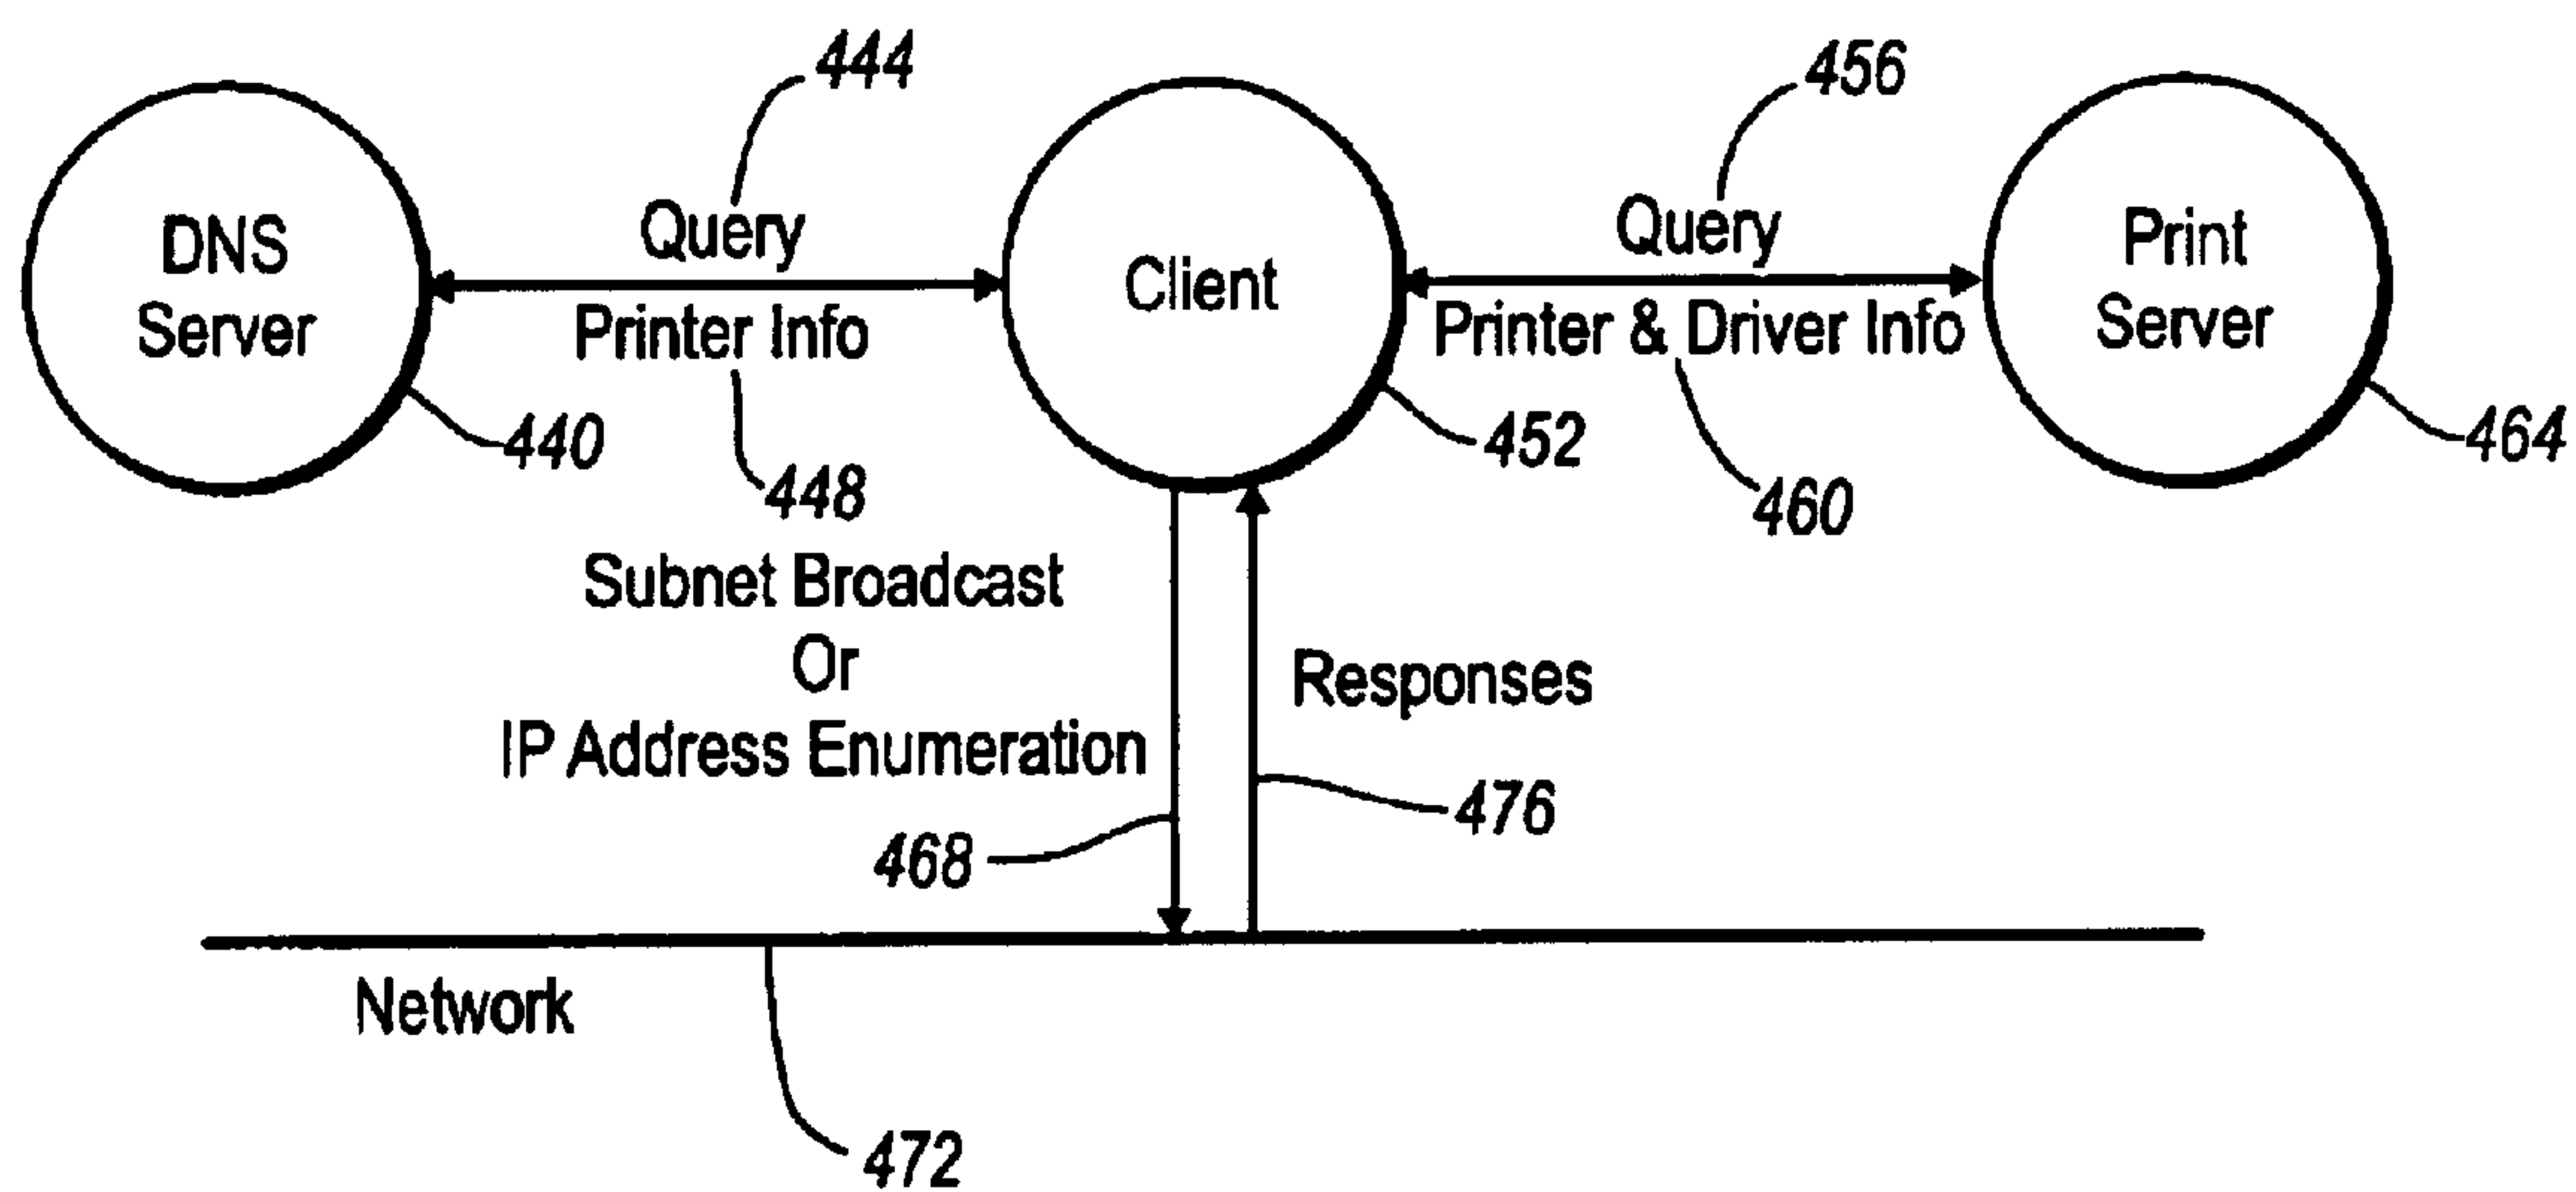 444
456
DNS
Server
Query
Printer Info
Client
Query
Printer & Driver Info
Print
Server
440
448
452
460
464
Subnet Broadcast
Or
IP Address Enumeration
Responses
468
476
Network
472